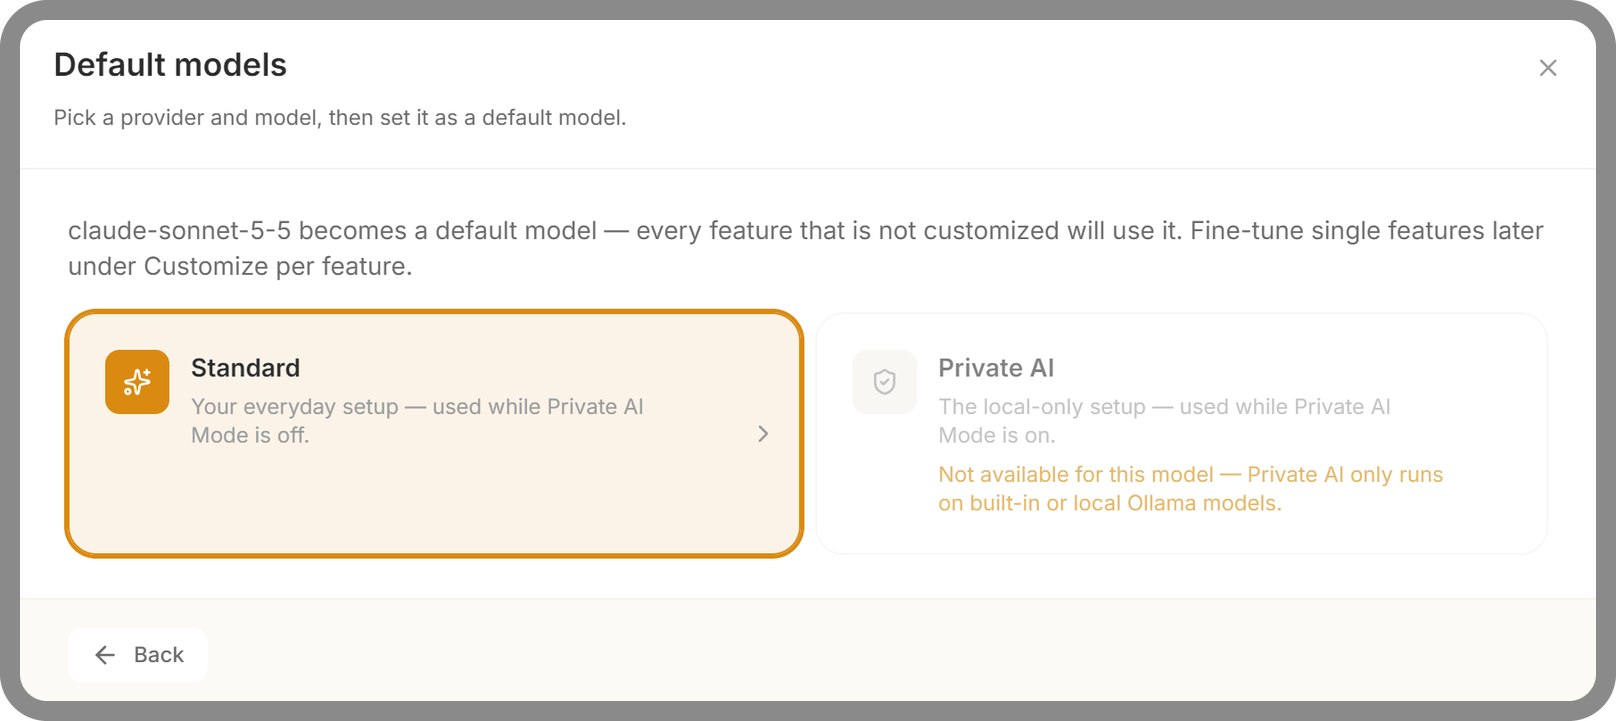 Default models
Pick a provider and model, then set it as a default model.
claude-sonnet-5-5 becomes a default model — every feature that is not customized will use it. Fine-tune single features later
under Customize per feature.
Standard
Your everyday setup — used while Private AI
Mode is off.
Private AI
The local-only setup — used while Private AI
Mode is on.
Not available for this model — Private AI only runs
on built-in or local Ollama models.
Back